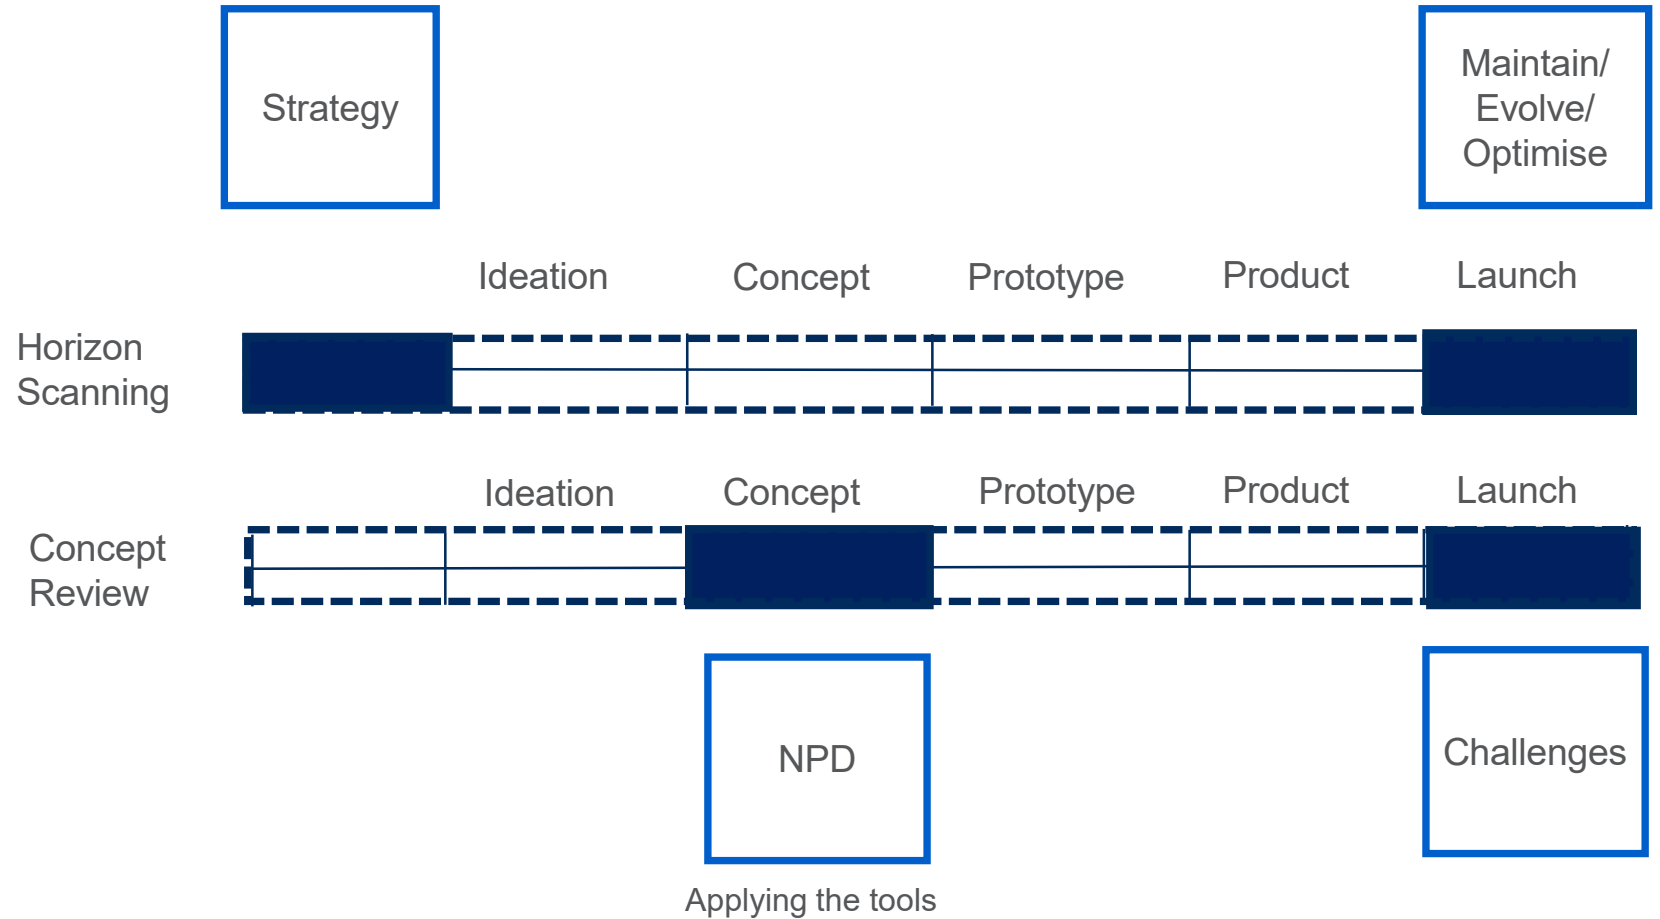 Strategy
Maintain/
Evolve/
Optimise
Ideation
Concept
Prototype
Product
Launch
Horizon
Scanning
Ideation
Concept
Prototype
Product
Launch
Concept
Review
NPD
Challenges
Applying the tools